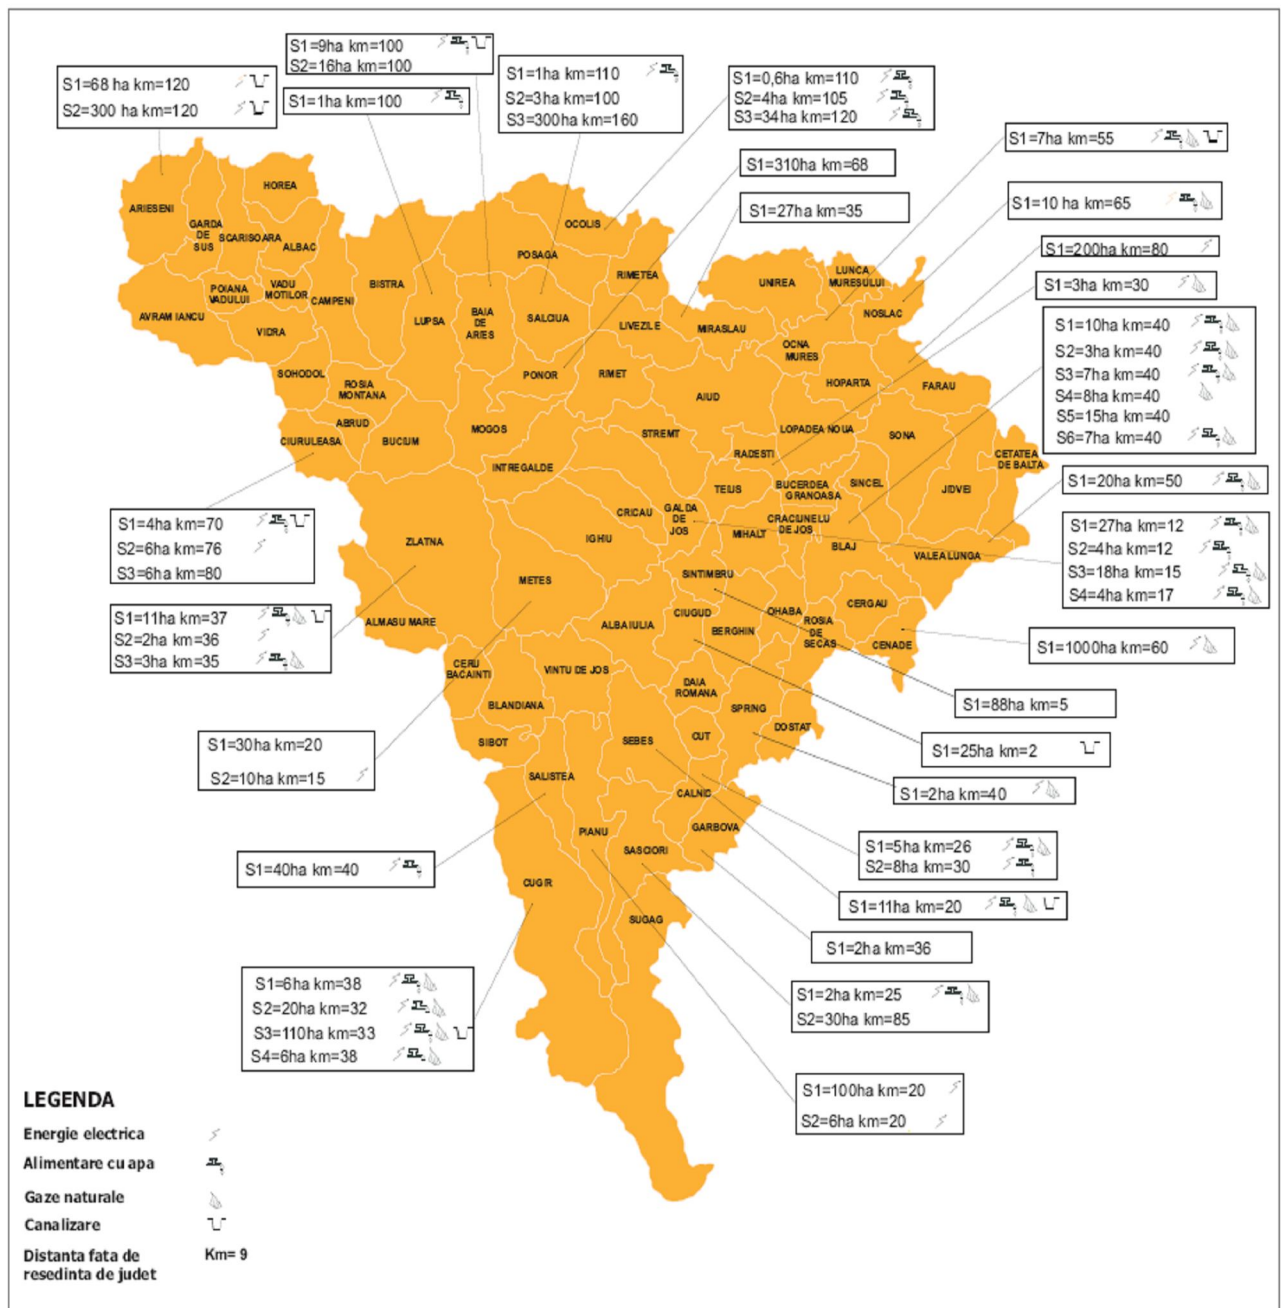 S1=9ha km=100
S2=16ha km=100
S1=68 ha km=120
S2=300 ha km=120
S1=1ha km=100
S1=1ha km=110
S2=3ha km=100
S3=300ha km=160
S1=0,6ha km=110
S2=4ha km=105
S3=34ha km=120
S1=310ha km=68
S1=27ha km=35
S1=7ha km=55
S1=10 ha km=65
S1=200ha km=80
S1=3ha km=30
S1=10ha km=40
S2=3ha km=40
S3=7ha km=40
S4=8ha km=40
S5=15ha km=40
S6=7ha km=40
S1=20ha km=50
S1=27ha km=12
S2=4ha km=12
S3=18ha km=15
S4=4ha km=17
S1=1000ha km=60
S1=88ha km=5
S1=25ha km=2
S1=2ha km=40
S1=5ha km=26
S2=8ha km=30
S1=11ha km=20
S1=2ha km=36
S1=2ha km=25
S2=30ha km=85
S1=100ha km=20
S2=6ha km=20
S1=4ha km=70
S2=6ha km=76
S3=6ha km=80
S1=11ha km=37
S2=2ha km=36
S3=3ha km=35
S1=30ha km=20
S2=10ha km=15
S1=40ha km=40
S1=6ha km=38
S2=20ha km=32
S3=110ha km=33
S4=6ha km=38
HOREA
ARIESENI
GARDA
DE
SUS
SCARISOARA
ALBAC
OCOLIS
POSAGA
RIMETEA
UNIREA
LUNCA
MURESULUI
POIANA
VADULUI
VADU
MOTILOR
CAMPENI
BISTRA
LUPSA
BAIA
DE
ARIES
SALCIUA
LIVEZILE
MIRASLAU
NOSLAC
AVRAM IANCU
VIDRA
OCNA
MURES
SOHODOL
ROSIA
MONTANA
PONOR
RIMET
AIUD
HOPARTA
FARAU
ABRUD
CIURULEASA
BUCIUM
MOGOS
STREMT
LOPADEA NOUA
SONA
INTREGALDE
RADESTI
CETATEA
DE BALTA
TEIUS
BUCERDEA
GRANOASA
SINCEL
JIDVEI
CRICAU
GALDA
DE
JOS
CRACIUNELU
DE JOS
ZLATNA
IGHIU
MIHALT
BLAJ
VALEA LUNGA
METES
SINTIMBRU
ALMASU MARE
ALBA IULIA
CIUGUD
BERGHIN
OHABA
ROSIA
DE
SECAS
CERGAU
CENADE
CERU
BACAINTI
VINTU DE JOS
DAIA
ROMANA
BLANDIANA
SPRNG
DOSTAT
SIBOT
SEBES
CUT
SALISTEA
CALNIC
PIANU
GARBOVA
SASCIORI
CUGIR
SUGAG
LEGENDA
Energie electrica
Alimentare cu apa
Gaze naturale
Canalizare
Distanta fata de
resedinta de judet
Km= 9